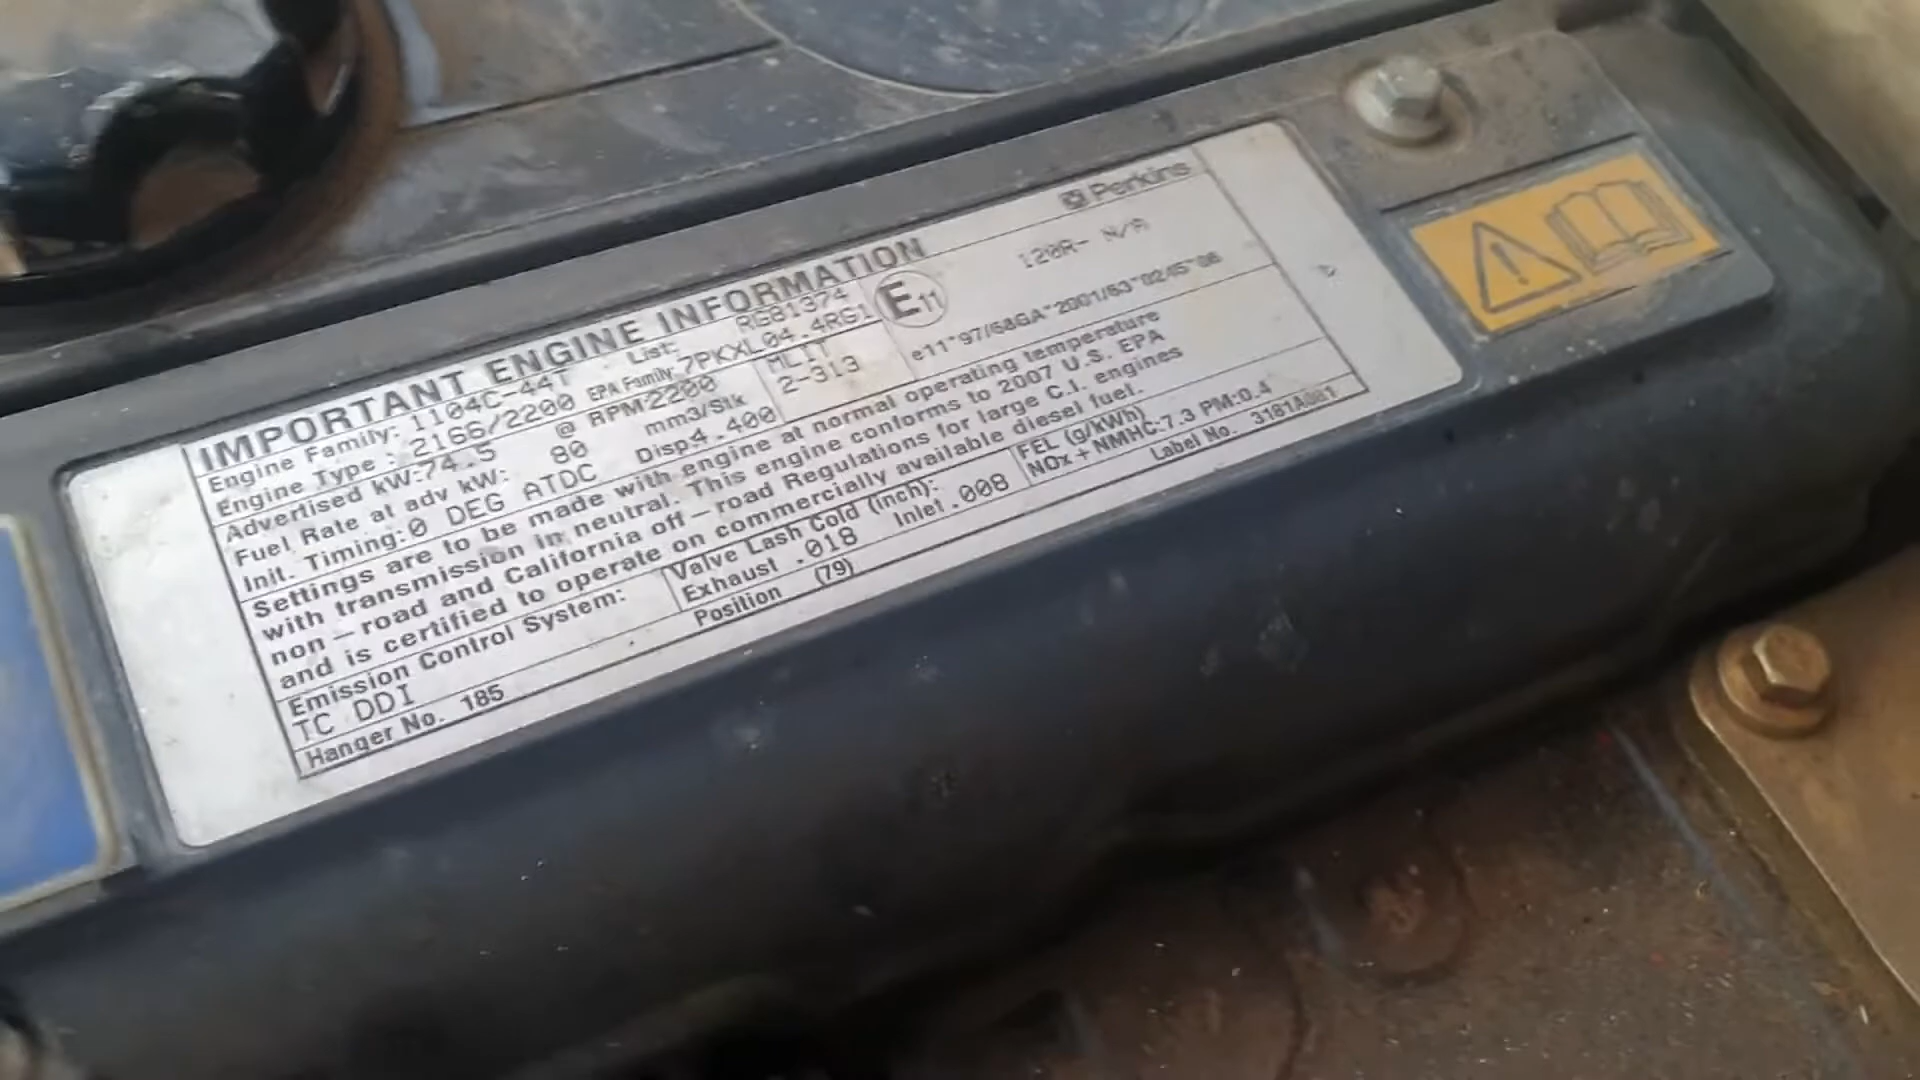 Perkins
IMPORTANT ENGINE INFORMATION
Engine Family: 1104C-44T List: RG81374
Engine Type : 2166/2200 EPA Family: 7PKXL04.4RG1
Advertised kW:74.5 @ RPM:2200
Fuel Rate at adv kW: 80 mm3/Stk
Init. Timing:0 DEG ATDC Disp4.400
MLIT
2-313
E11
120R- N/A
e11*97/68GA*2001/63*0245*06
Settings are to be made with engine at normal operating temperature
with transmission in neutral. This engine conforms to 2007 U.S. EPA
non – road and California off – road Regulations for large C.I. engines
and is certified to operate on commercially available diesel fuel.
Emission Control System:
TC DDI
Valve Lash Cold (inch):
Exhaust .018 Inlet .008
FEL (g/kWh)
NOx + NMHC:7.3 PM:0.4
Hanger No. 185 Position (79) Label No. 3181A081